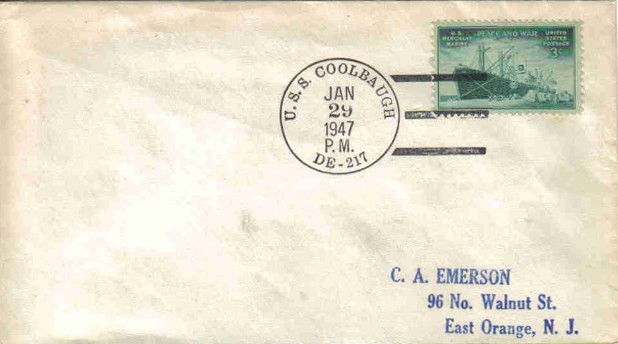 U.S.S. COOLBAUGH
JAN
29
1947
P.M.
DE-217
U.S. MERCHANT MARINE
PEACE AND WAR
UNITED STATES POSTAGE
3¢
C. A. EMERSON
96 No. Walnut St.
East Orange, N. J.